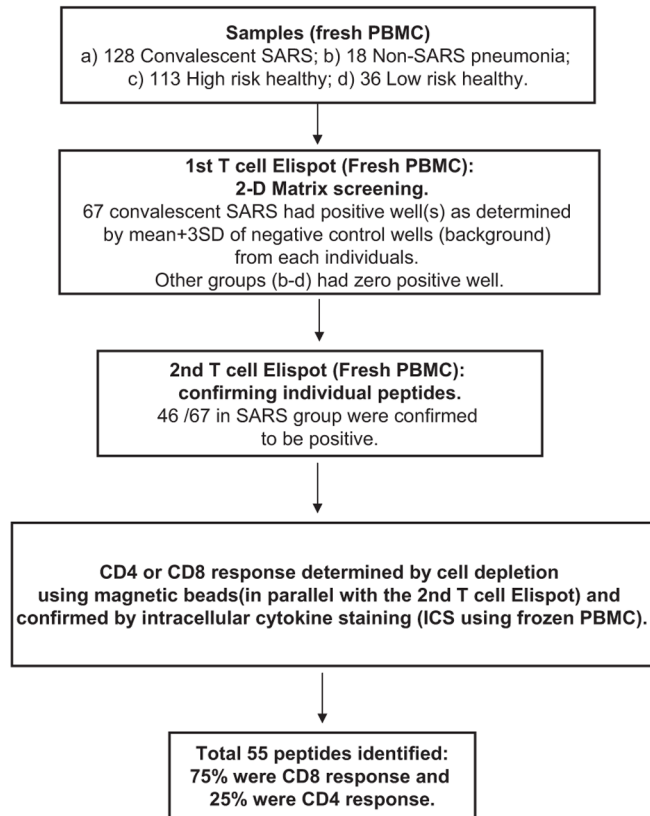 Samples (fresh PBMC)
a) 128 Convalescent SARS; b) 18 Non-SARS pneumonia;
c) 113 High risk healthy; d) 36 Low risk healthy.
1st T cell Elispot (Fresh PBMC):
2-D Matrix screening.
67 convalescent SARS had positive well(s) as determined
by mean+3SD of negative control wells (background)
from each individuals.
Other groups (b-d) had zero positive well.
2nd T cell Elispot (Fresh PBMC):
confirming individual peptides.
46 /67 in SARS group were confirmed
to be positive.
CD4 or CD8 response determined by cell depletion
using magnetic beads(in parallel with the 2nd T cell Elispot) and
confirmed by intracellular cytokine staining (ICS using frozen PBMC).
Total 55 peptides identified:
75% were CD8 response and
25% were CD4 response.